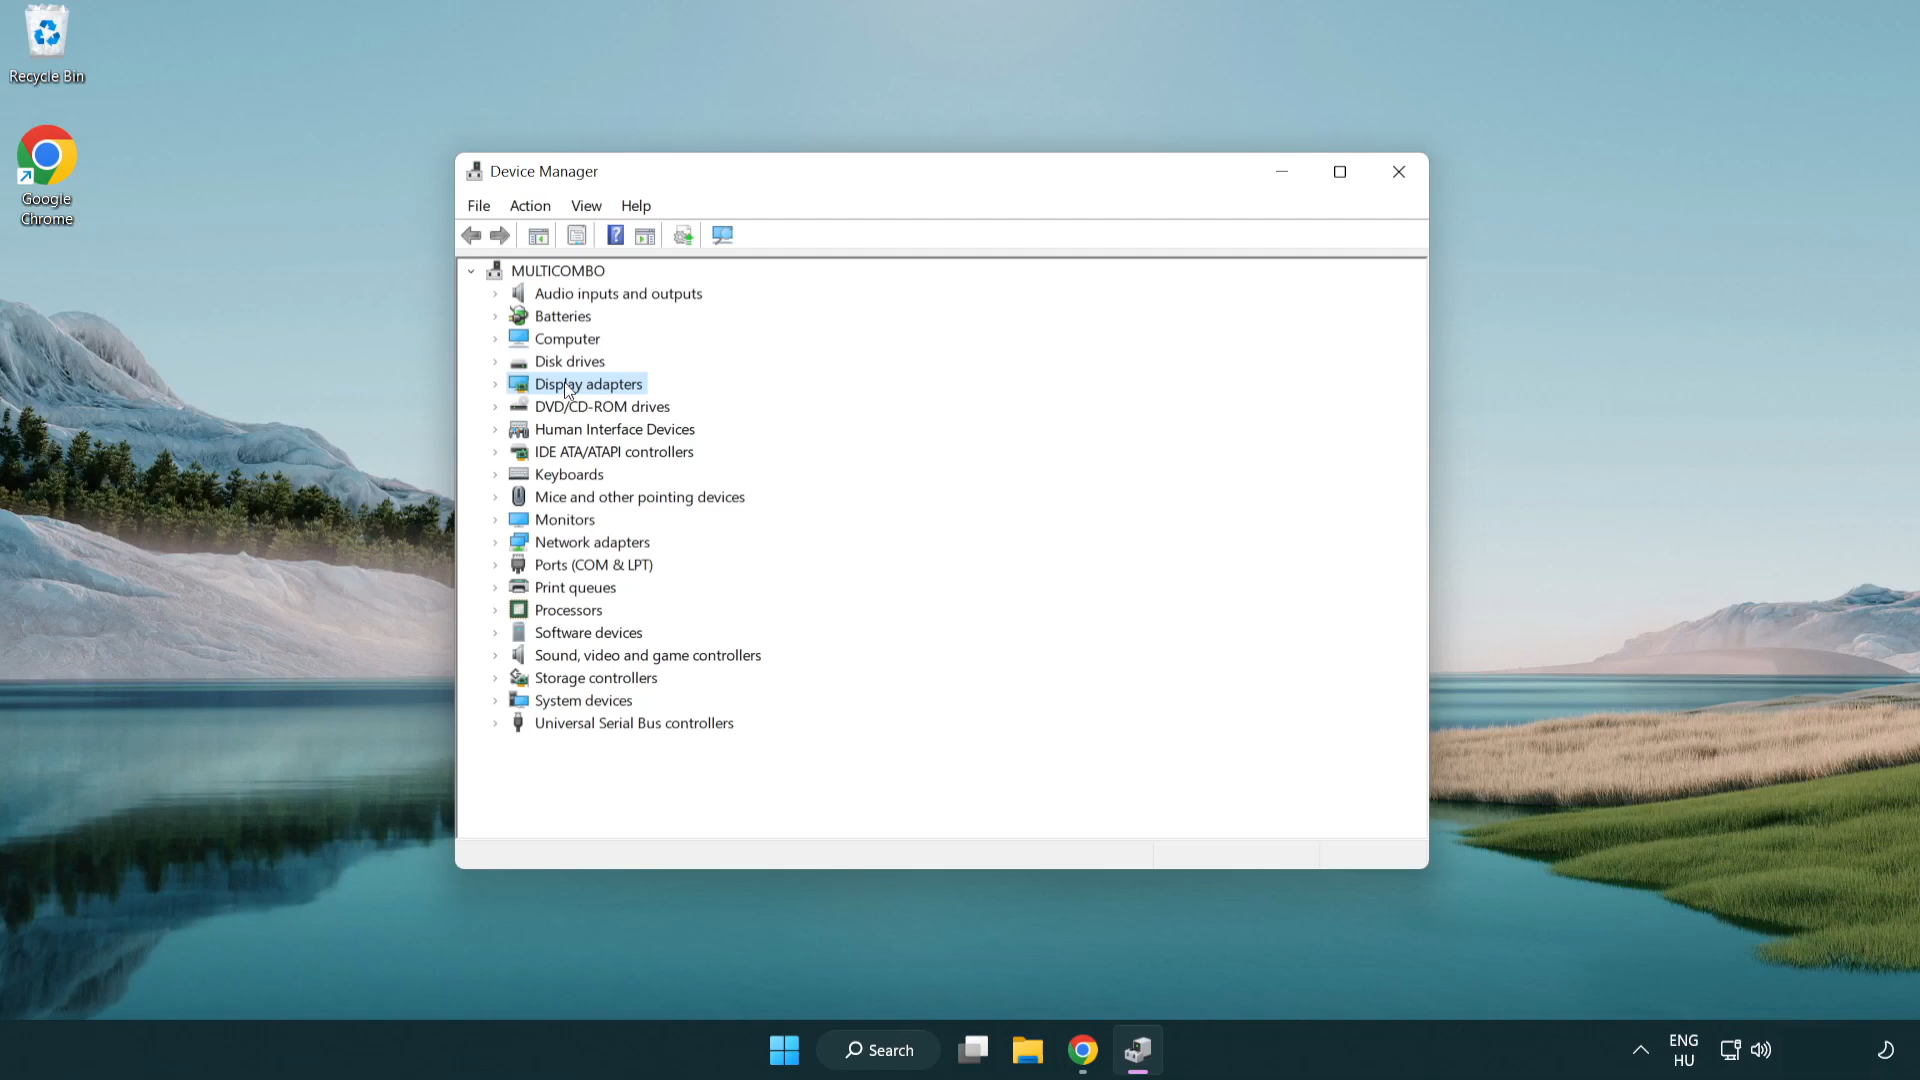 Recycle Bin
Google
Chrome
Device Manager
File Action View Help
MULTICOMBO
Audio inputs and outputs
Batteries
Computer
Disk drives
Display adapters
DVD/CD-ROM drives
Human Interface Devices
IDE ATA/ATAPI controllers
Keyboards
Mice and other pointing devices
Monitors
Network adapters
Ports (COM & LPT)
Print queues
Processors
Software devices
Sound, video and game controllers
Storage controllers
System devices
Universal Serial Bus controllers
Search
ENG
HU